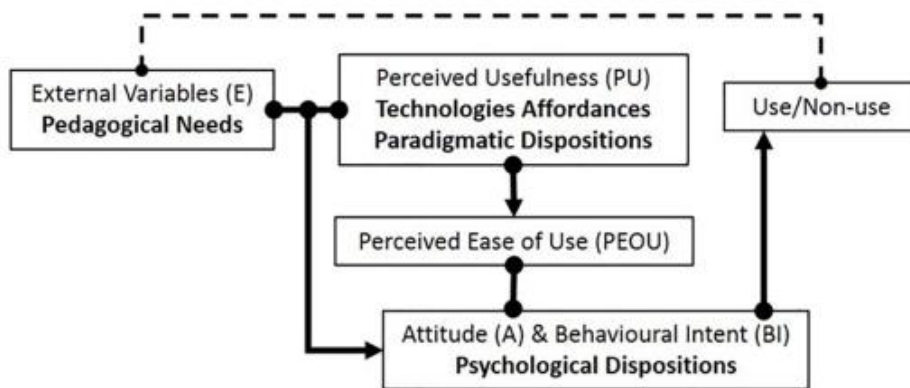 External Variables (E)
Pedagogical Needs
Perceived Usefulness (PU)
Technologies Affordances
Paradigmatic Dispositions
Use/Non-use
Perceived Ease of Use (PEOU)
Attitude (A) & Behavioural Intent (BI)
Psychological Dispositions